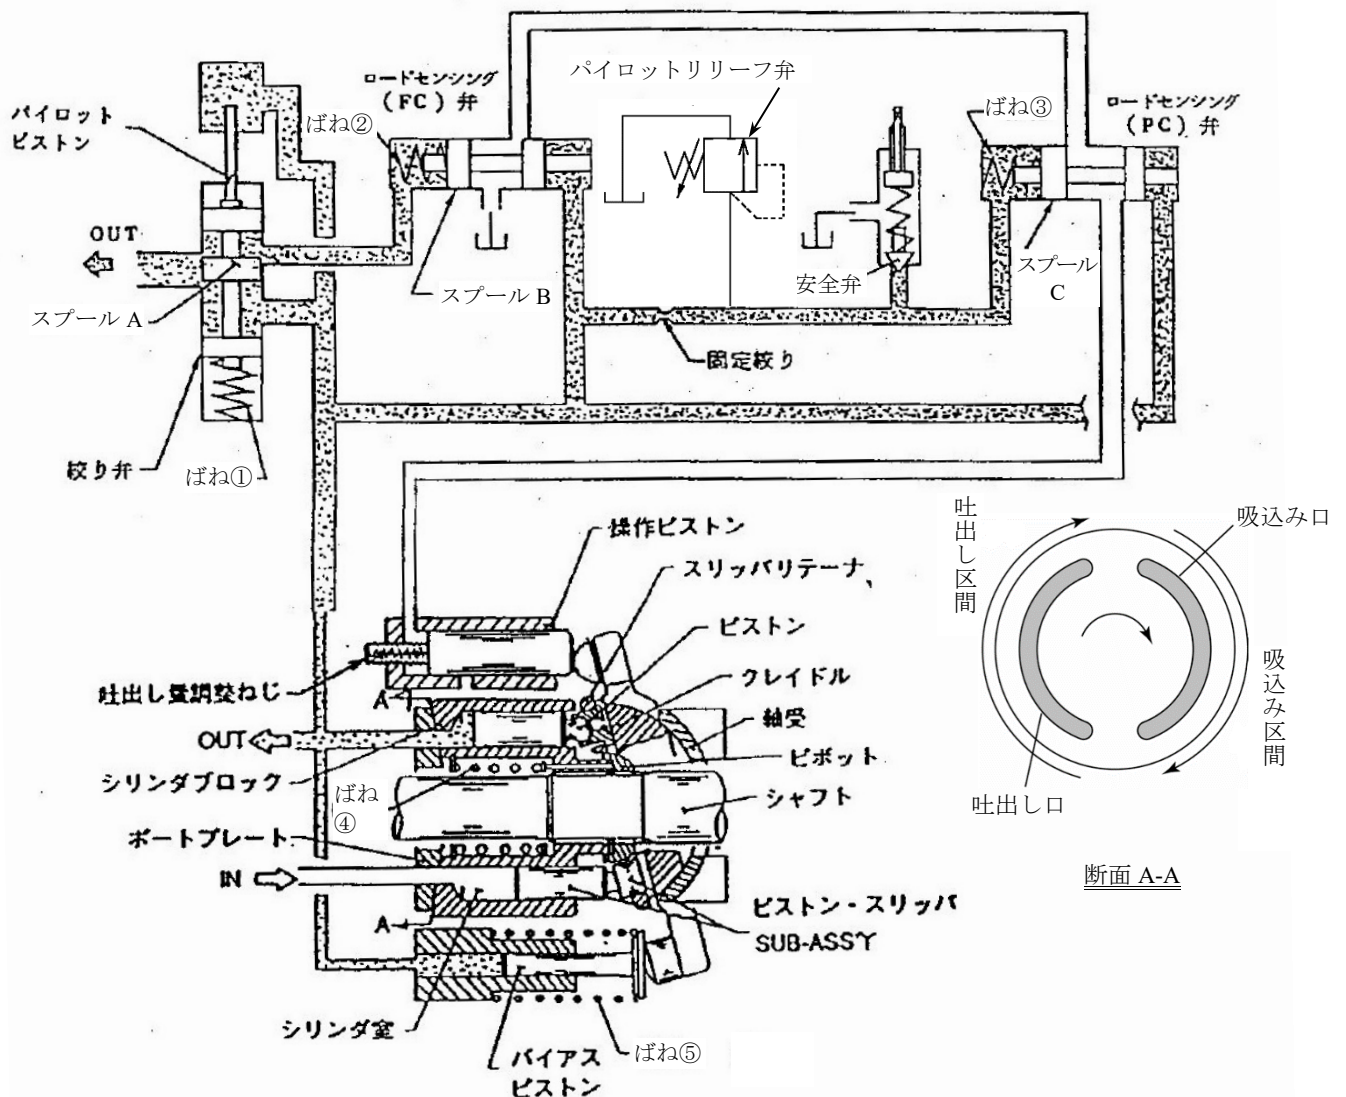 ロードセンシング
(FC) 弁
パイロットリリーフ弁
ロードセンシング
(PC) 弁
パイロット
ピストン
ばね②
ばね③
OUT
スプール A
スプール B
安全弁
スプール
C
固定絞り
絞り弁
ばね①
操作ピストン
スリッパリテーナ
ピストン
クレイドル
軸受
ピボット
シャフト
吐出し量調整ねじ
A
OUT
シリンダブロック
ばね
④
ポートプレート
IN
A
ピストン・スリッパ
SUB-ASS'Y
シリンダ室
バイアス
ピストン
ばね⑤
吐出し区間
吸込み口
吸込み区間
吐出し口
断面 A-A